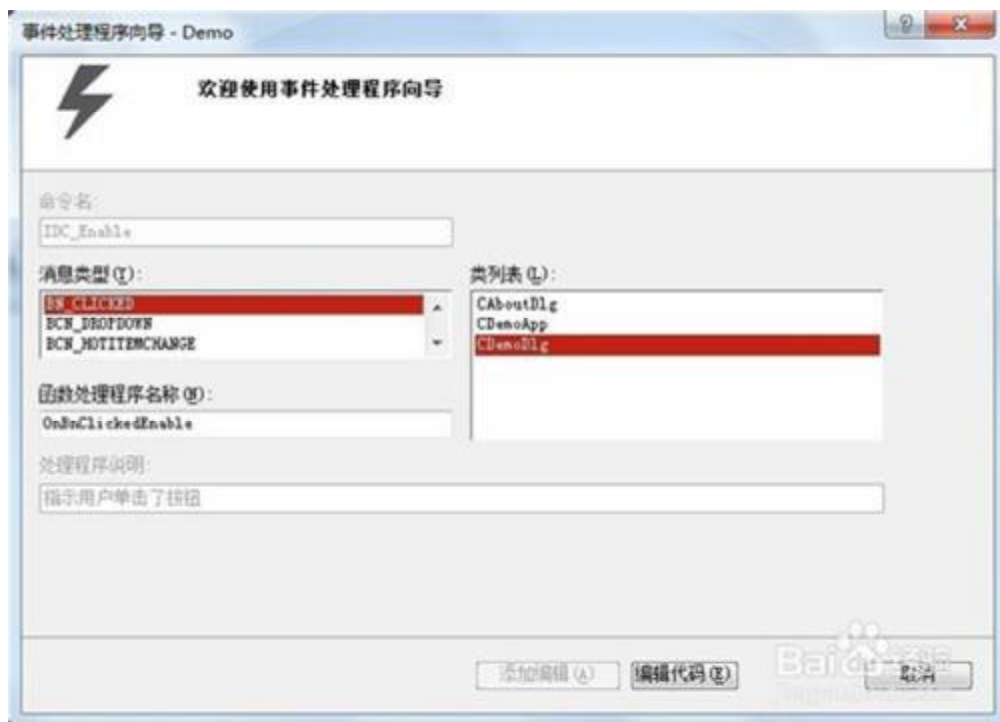 事件处理程序向导 - Demo
欢迎使用事件处理程序向导
命令名:
IDC_Enable
消息类型(Y):
类列表(L):
BN_CLICKED
BCN_DROPDOWN
BCN_HOTITEMCHANGE
CAboutDlg
CDemoApp
CDemoDlg
函数处理程序名称(N):
OnBnClickedEnable
处理程序说明:
指示用户单击了按钮
添加编辑(A)
编辑代码(E)
取消
Baidu